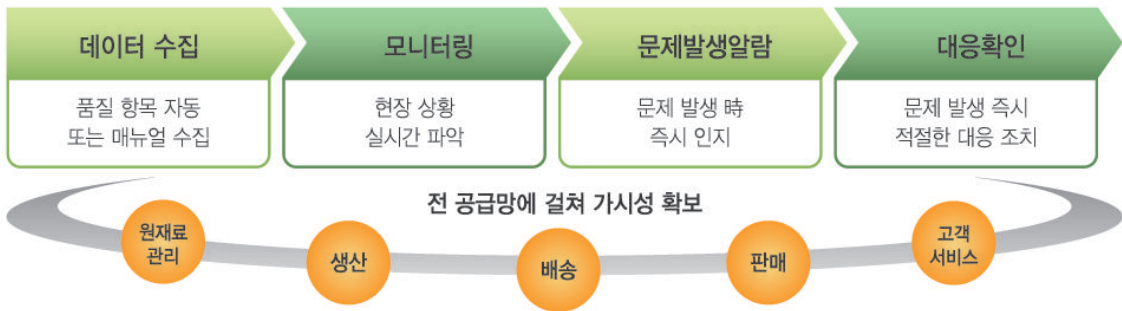 데이터 수집
모니터링
문제발생알람
대응확인
품질 항목 자동
또는 매뉴얼 수집
현장 상황
실시간 파악
문제 발생 時
즉시 인지
문제 발생 즉시
적절한 대응 조치
전 공급망에 걸쳐 가시성 확보
원재료
관리
생산
배송
판매
고객
서비스